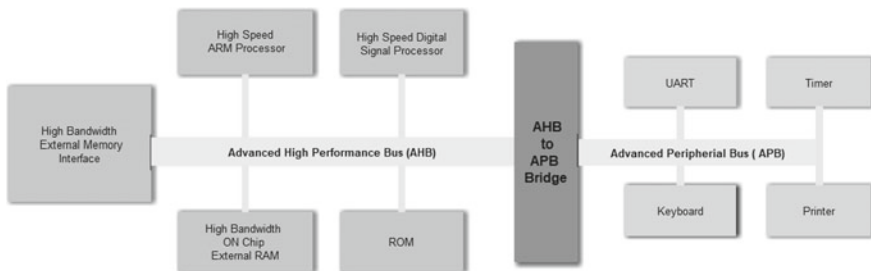 High Speed
ARM Processor
High Speed Digital
Signal Processor
High Bandwidth
External Memory
Interface
Advanced High Performance Bus (AHB)
High Bandwidth
ON Chip
External RAM
ROM
AHB
to
APB
Bridge
UART
Timer
Advanced Peripherial Bus ( APB)
Keyboard
Printer